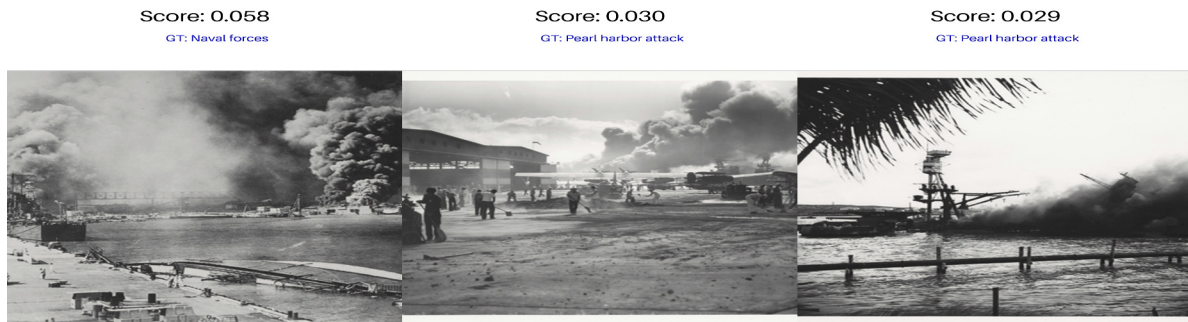 Score: 0.058
GT: Naval forces
Score: 0.030
GT: Pearl harbor attack
Score: 0.029
GT: Pearl harbor attack